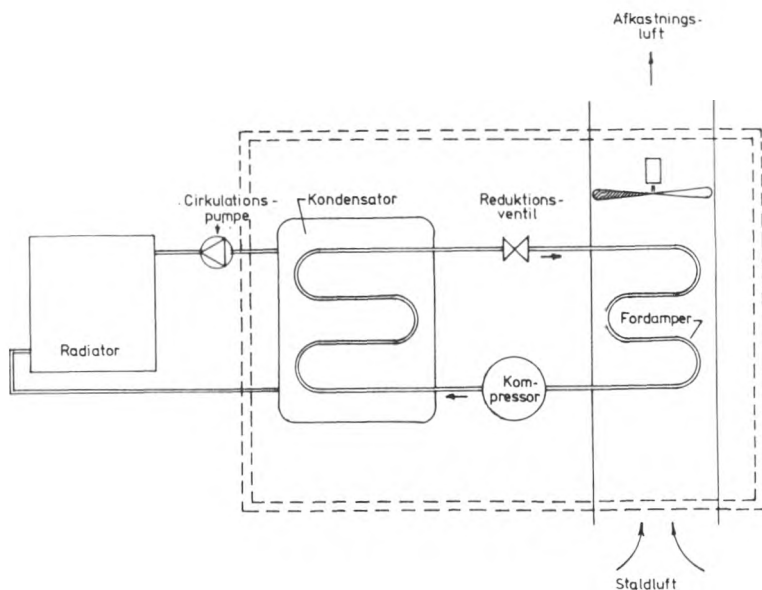 Afkastnings-
luft
Cirkulations-
pumpe
Kondensator
Reduktions-
ventil
Radiator
Fordamper
Kom-
pressor
Staldluft